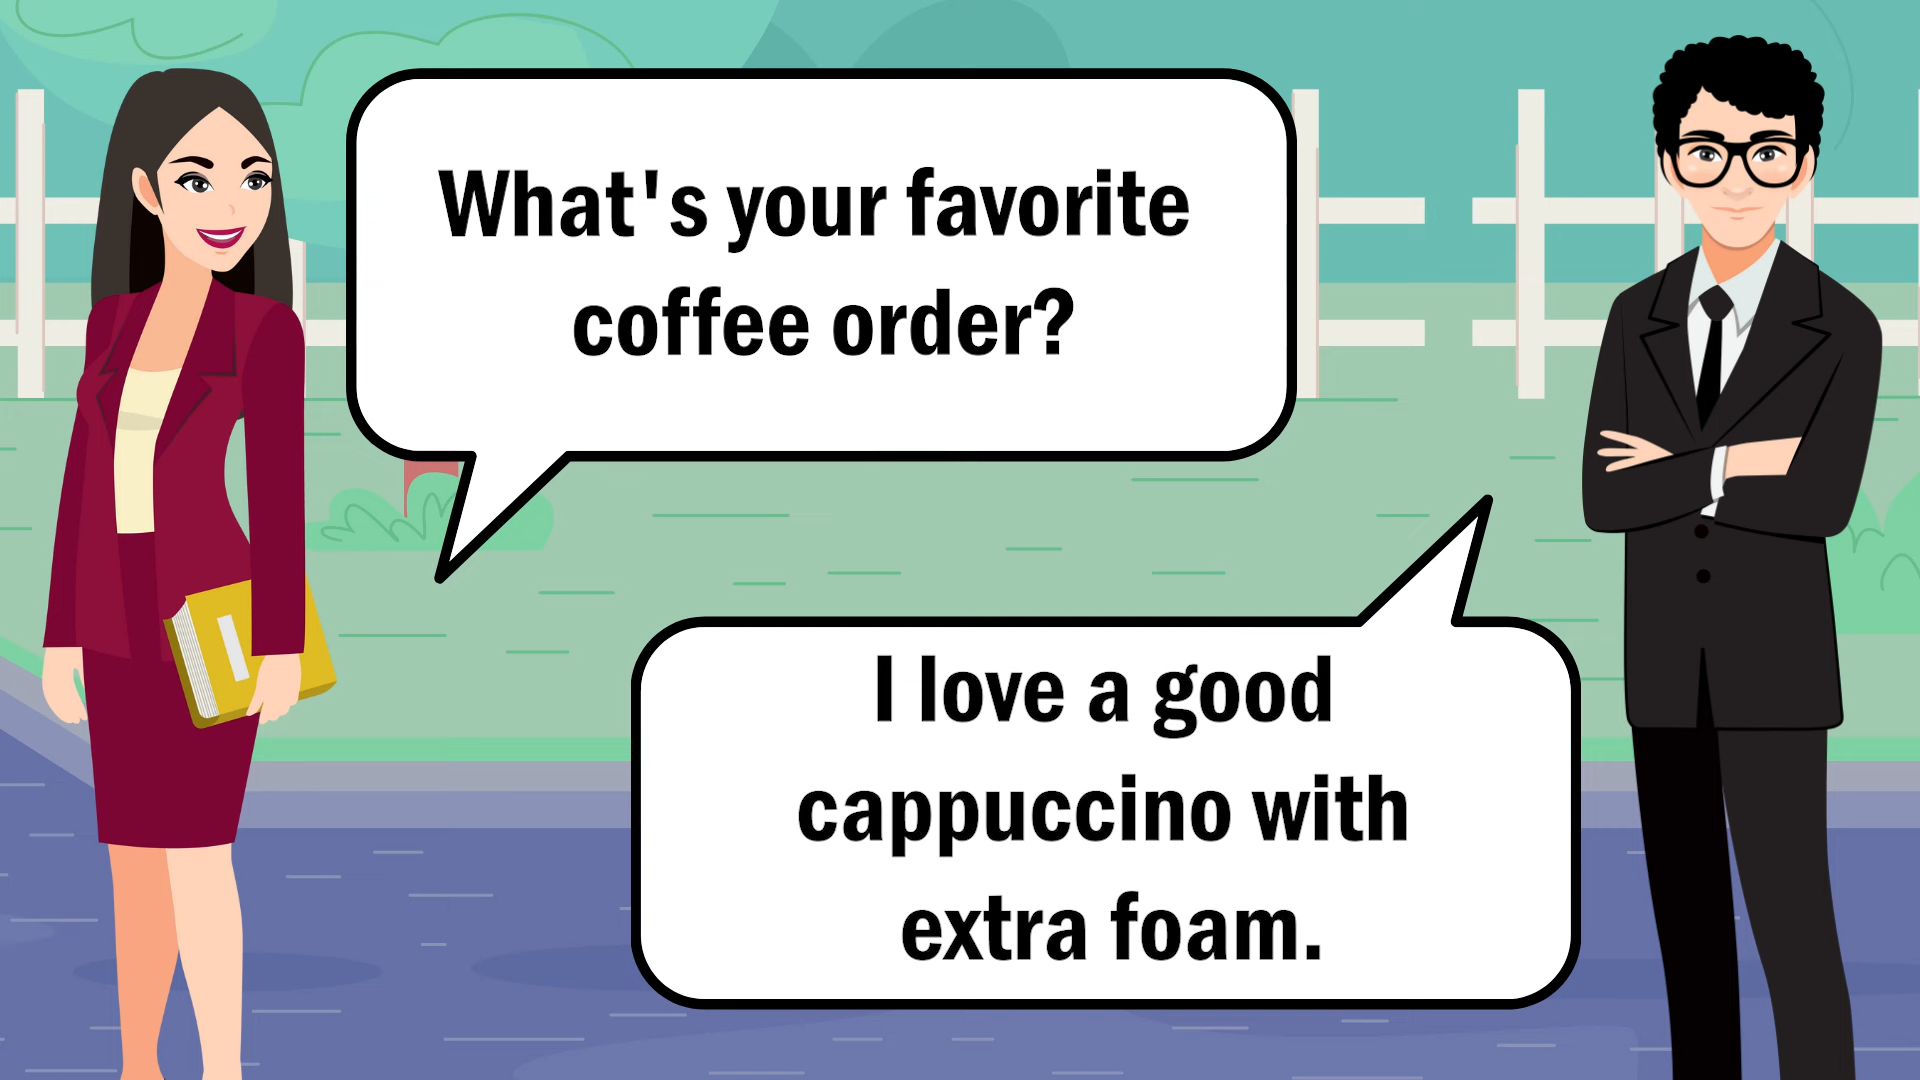 What's your favorite
coffee order?
I love a good
cappuccino with
extra foam.